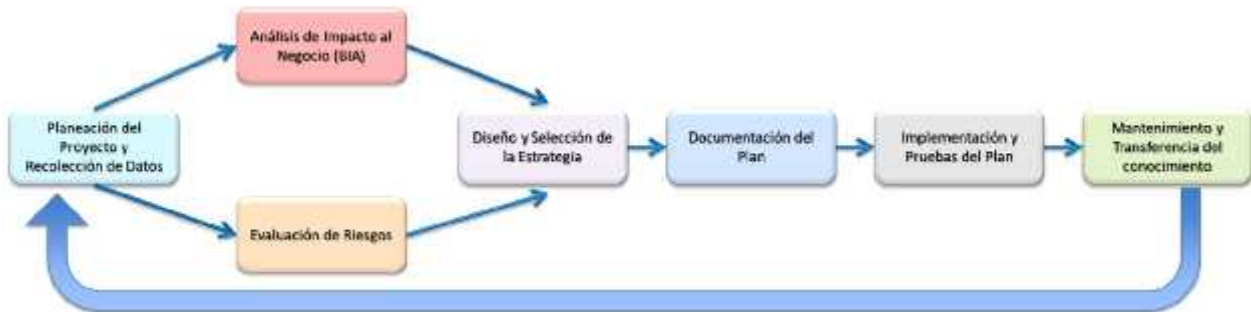 Análisis de Impacto al
Negocio (BIA)
Planeación del
Proyecto y
Recolección de Datos
Evaluación de Riesgos
Diseño y Selección de
la Estrategia
Documentación del
Plan
Implementación y
Pruebas del Plan
Mantenimiento y
Transferencia del
conocimiento